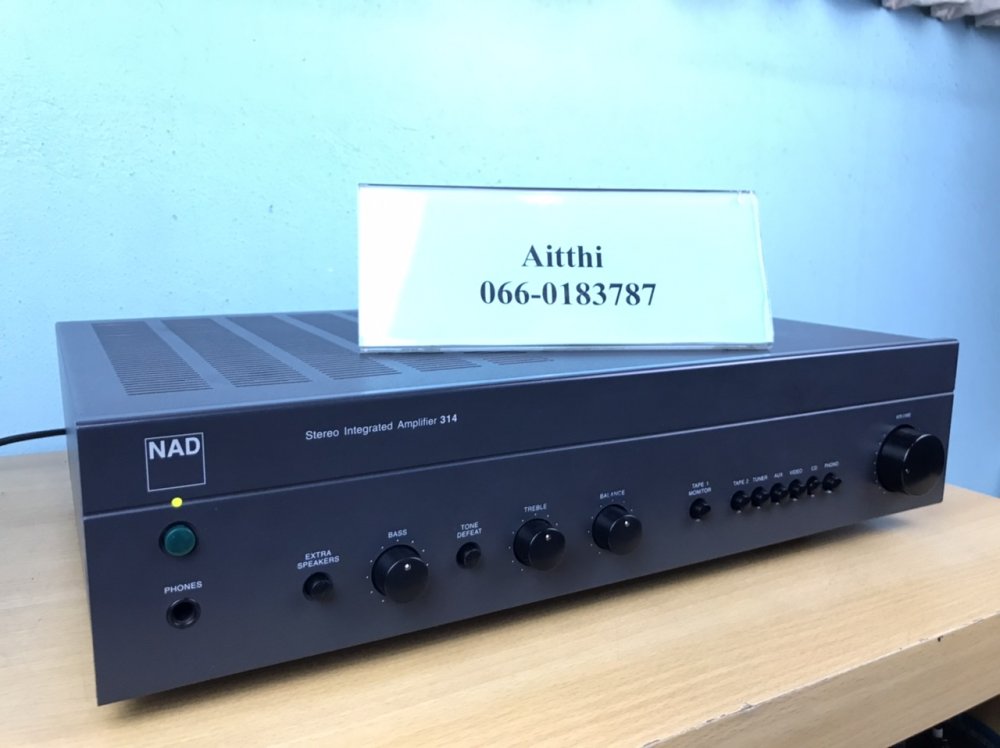 Aitthi
066-0183787
NAD
Stereo Integrated Amplifier 314
PHONES
EXTRA
SPEAKERS
BASS
TONE
DEFEAT
TREBLE
BALANCE
TAPE 1
MONITOR
TAPE 2
TUNER
AUX
VIDEO
CD
PHONO
VOLUME